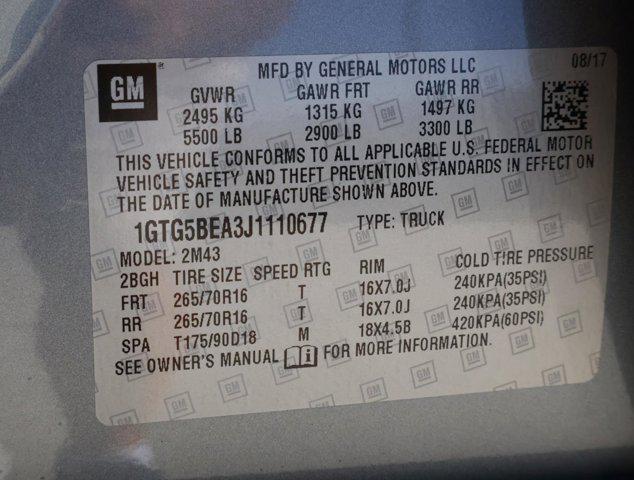 GM
MFD BY GENERAL MOTORS LLC 08/17
GVWR GAWR FRT GAWR RR
2495 KG 1315 KG 1497 KG
5500 LB 2900 LB 3300 LB
THIS VEHICLE CONFORMS TO ALL APPLICABLE U.S. FEDERAL MOTOR
VEHICLE SAFETY AND THEFT PREVENTION STANDARDS IN EFFECT ON
THE DATE OF MANUFACTURE SHOWN ABOVE.
1GTG5BEA3J1110677 TYPE: TRUCK
MODEL: 2M43
2BGH TIRE SIZE SPEED RTG RIM COLD TIRE PRESSURE
FRT 265/70R16 T 16X7.0J 240KPA(35PSI)
RR 265/70R16 T 16X7.0J 240KPA(35PSI)
SPA T175/90D18 M 18X4.5B 420KPA(60PSI)
SEE OWNER'S MANUAL FOR MORE INFORMATION.